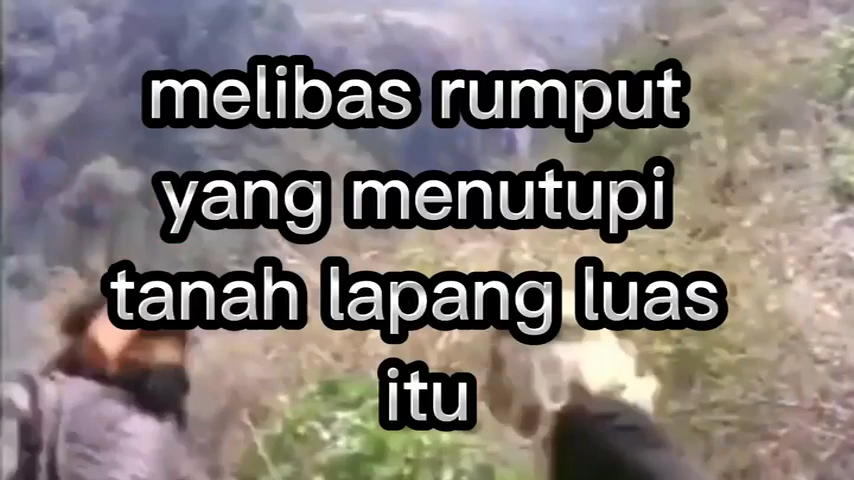 melibas rumput
yang menutupi
tanah lapang luas
itu